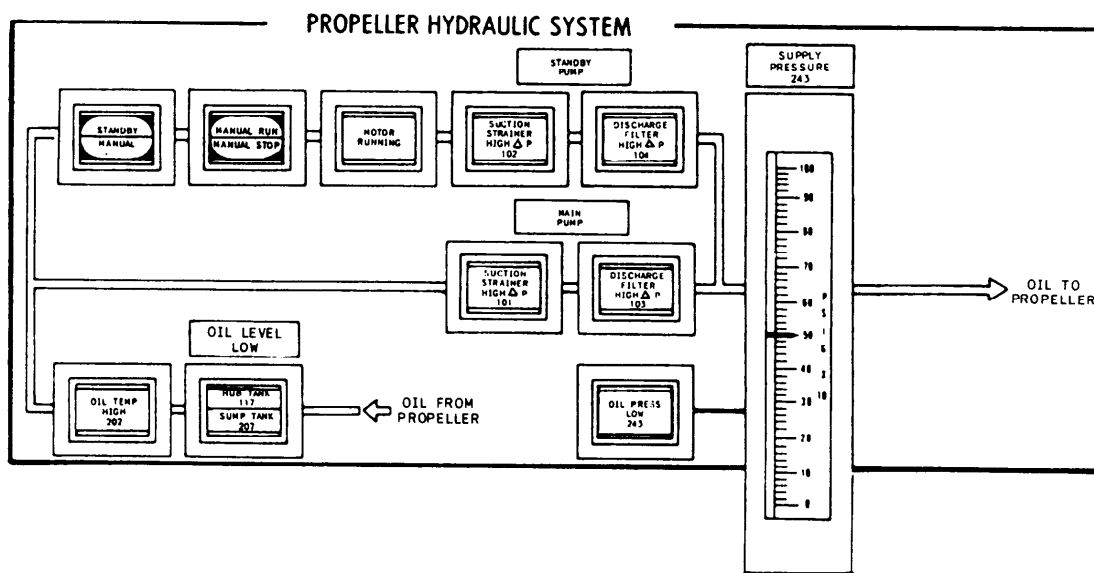 PROPELLER HYDRAULIC SYSTEM
STANDBY
PUMP
SUPPLY
PRESSURE
243
STANDBY
MANUAL
MANUAL RUN
MANUAL STOP
MOTOR
RUNNING
SUCTION
STRAINER
HIGH △ P
102
DISCHARGE
FILTER
HIGH △ P
104
MAIN
PUMP
SUCTION
STRAINER
HIGH △ P
101
DISCHARGE
FILTER
HIGH △ P
103
100
90
80
70
60
50
40
30
20
10
0
PSIG X 10
OIL TO
PROPELLER
OIL LEVEL
LOW
OIL TEMP
HIGH
202
HUB TANK
117
SUMP TANK
207
OIL FROM
PROPELLER
OIL PRESS
LOW
243